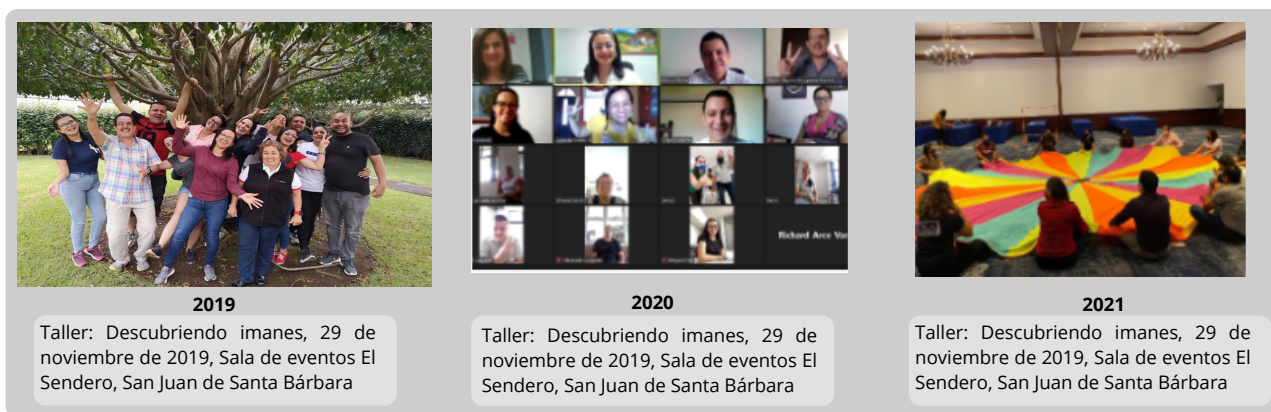 Richard Arce Var
2019
Taller: Descubriendo imanes, 29 de
noviembre de 2019, Sala de eventos El
Sendero, San Juan de Santa Bárbara
2020
Taller: Descubriendo imanes, 29 de
noviembre de 2019, Sala de eventos El
Sendero, San Juan de Santa Bárbara
2021
Taller: Descubriendo imanes, 29 de
noviembre de 2019, Sala de eventos El
Sendero, San Juan de Santa Bárbara